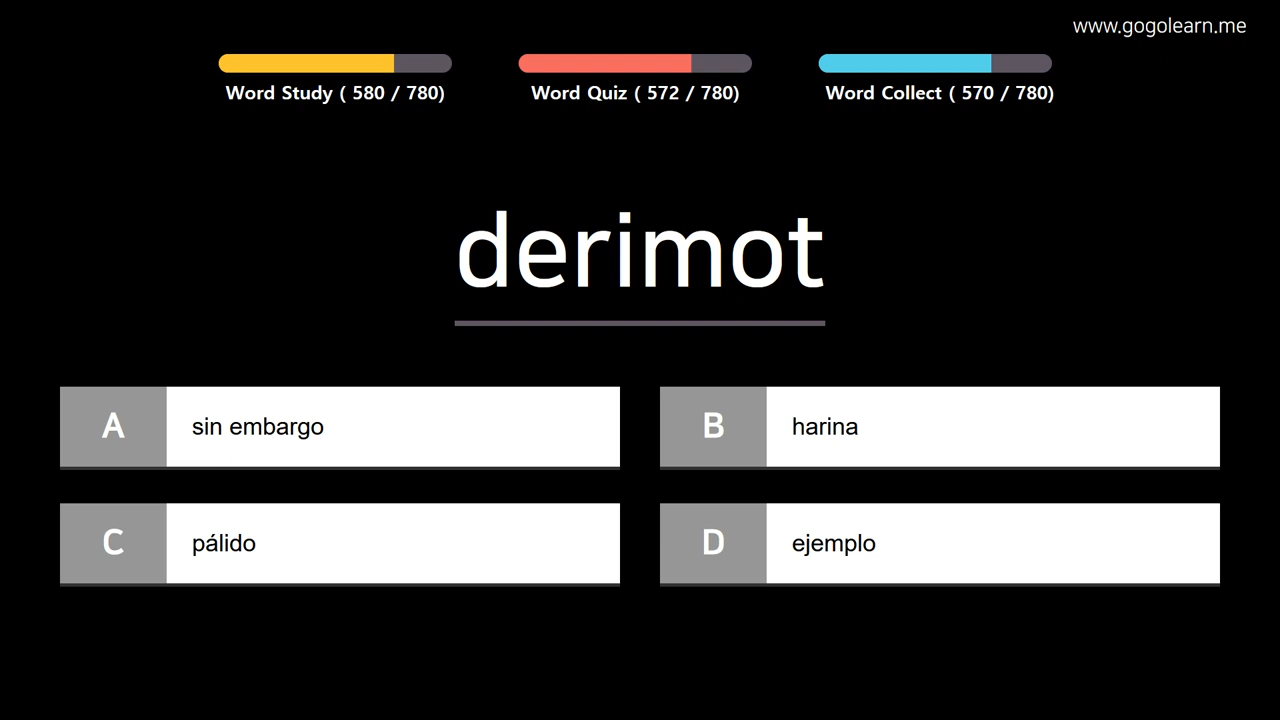 www.gogolearn.me
Word Study ( 580 / 780)
Word Quiz ( 572 / 780)
Word Collect ( 570 / 780)
derimot
A
sin embargo
B
harina
C
pálido
D
ejemplo